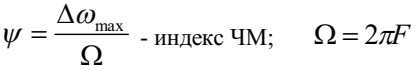 ψ = Δω_max / Ω - индекс ЧМ; Ω = 2πF